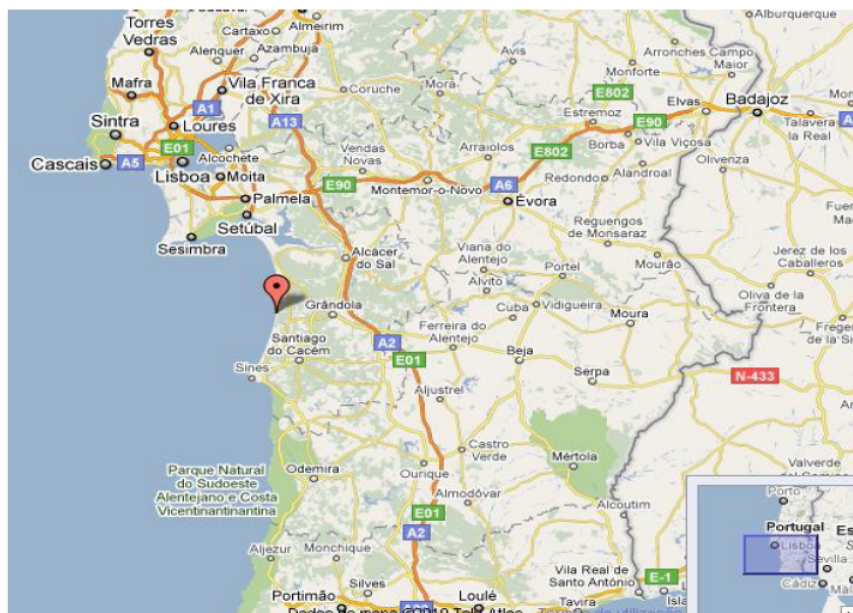 Torres
Vedras
Cartaxo
Almeirim
Alenquer
Azambuja
Avis
Alburquerque
Arronches
Campo
Maior
Monforte
Mafra
Vila Franca
de Xira
Coruche
Mora
E802
A1
A13
Estremoz
Elvas
Badajoz
E90
Sintra
Loures
Talavera
la Real
E01
Alcochete
Vendas
Novas
Arraiolos
E802
Borba
Vila Viçosa
Cascais
A5
Lisboa
Moita
Olivenza
E90
Montemor-o-Novo
A6
Redondo
Alandroal
Palmela
Évora
Setúbal
Reguengos
de Monsaraz
Sesimbra
Alcácer
do Sal
Viana do
Alentejo
Portel
Mourão
Jerez de los
Caballeros
Alvito
Oliva de la
Frontera
Grândola
Cuba
Vidigueira
Moura
Ferreira do
Alentejo
Santiago
do Cacém
A2
E01
Beja
Sines
Serpa
N-433
Aljustrel
Castro
Verde
Mértola
Parque Natural
do Sudoeste
Alentejano e Costa
Vicentinantinantina
Odemira
Ourique
Almodôvar
Valverde
Alcoutim
E01
A2
Porto
Portugal
Lisboa
Sevilla
Cádiz
Aljezur
Monchique
Silves
Portimão
Loulé
Vila Real de
Santo António
Tavira
E-1